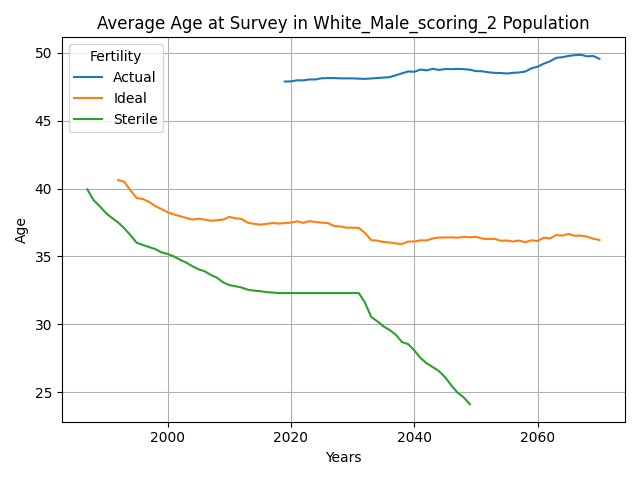 Average Age at Survey in White_Male_scoring_2 Population
Fertility
Actual
Ideal
Sterile
50
45
40
35
30
25
Age
2000
2020
2040
2060
Years